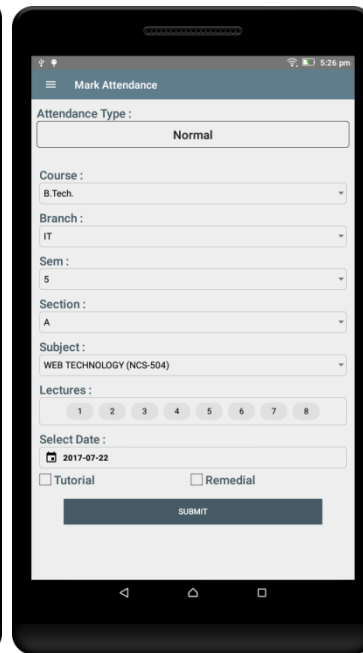 5:26 pm
Mark Attendance
Attendance Type :
Normal
Course :
B.Tech.
Branch :
IT
Sem :
5
Section :
A
Subject :
WEB TECHNOLOGY (NCS-504)
Lectures :
1 2 3 4 5 6 7 8
Select Date :
2017-07-22
Tutorial Remedial
SUBMIT